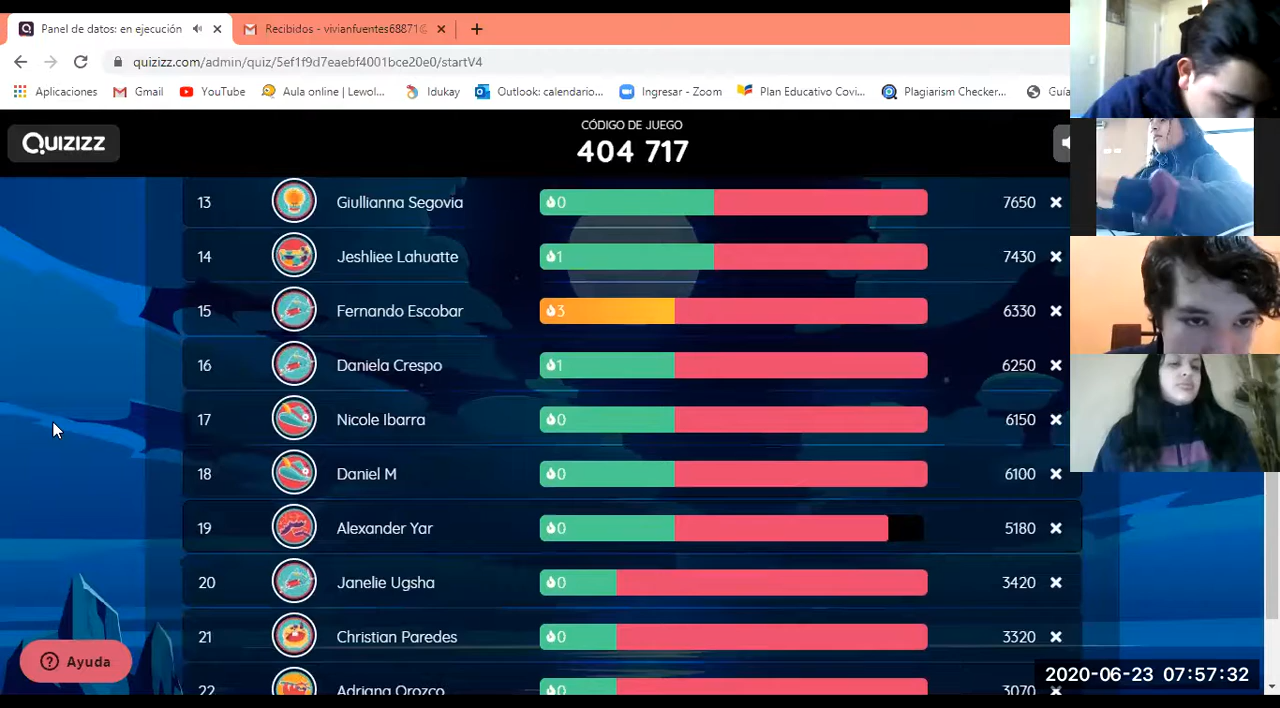 Panel de datos: en ejecución
Recibidos - vivianfuentes68871@
quizizz.com/admin/quiz/5ef1f9d7eaebf4001bce20e0/startV4
Aplicaciones Gmail YouTube Aula online | Lewol... Idukay Outlook: calendario... Ingresar - Zoom Plan Educativo Covi... Plagiarism Checker... Guía
Quizizz
CÓDIGO DE JUEGO
404 717
13 Giullianna Segovia 0 7650
14 Jeshliee Lahuatte 1 7430
15 Fernando Escobar 3 6330
16 Daniela Crespo 1 6250
17 Nicole Ibarra 0 6150
18 Daniel M 0 6100
19 Alexander Yar 0 5180
20 Janelie Ugsha 0 3420
21 Christian Paredes 0 3320
22 Adriana Orozco 0 3070
Ayuda
2020-06-23 07:57:32